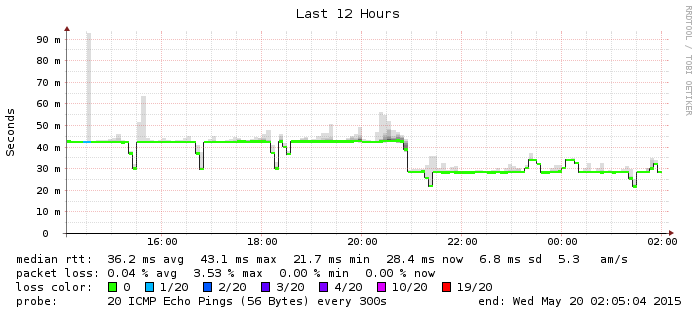 Last 12 Hours
RRDTOOL / TOBI OETIKER
Seconds
90 m
80 m
70 m
60 m
50 m
40 m
30 m
20 m
10 m
0
16:00 18:00 20:00 22:00 00:00 02:00
median rtt: 36.2 ms avg 43.1 ms max 21.7 ms min 28.4 ms now 6.8 ms sd 5.3 am/s
packet loss: 0.04 % avg 3.53 % max 0.00 % min 0.00 % now
loss color: 0 1/20 2/20 3/20 4/20 10/20 19/20
probe: 20 ICMP Echo Pings (56 Bytes) every 300s end: Wed May 20 02:05:04 2015